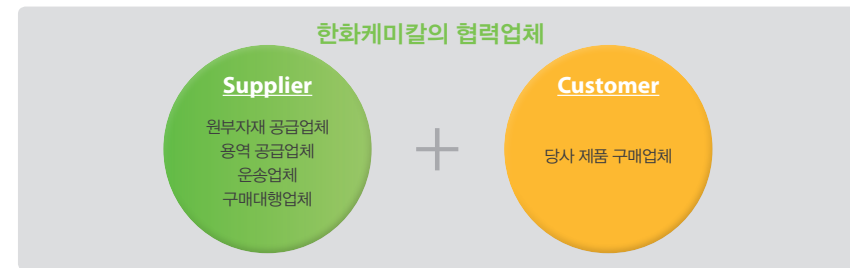 한화케미칼의 협력업체
Supplier
원부자재 공급업체
용역 공급업체
운송업체
구매대행업체
+
Customer
당사 제품 구매업체